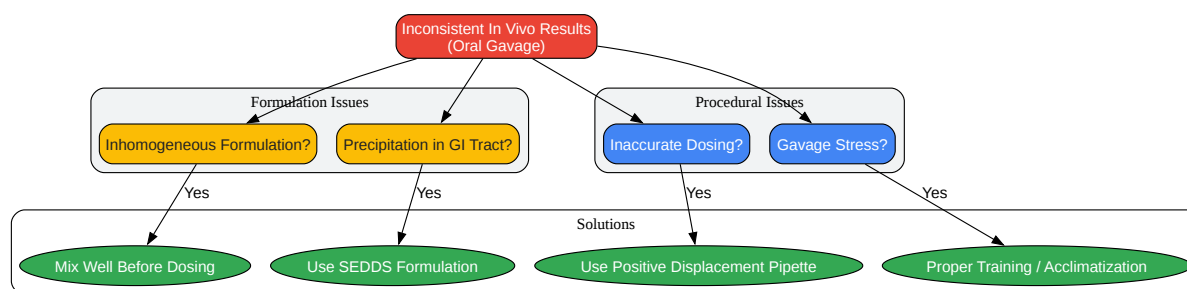 Inconsistent In Vivo Results
(Oral Gavage)
Formulation Issues
Procedural Issues
Inhomogeneous Formulation?
Precipitation in GI Tract?
Inaccurate Dosing?
Gavage Stress?
Yes
Yes
Yes
Yes
Solutions
Mix Well Before Dosing
Use SEDDS Formulation
Use Positive Displacement Pipette
Proper Training / Acclimatization